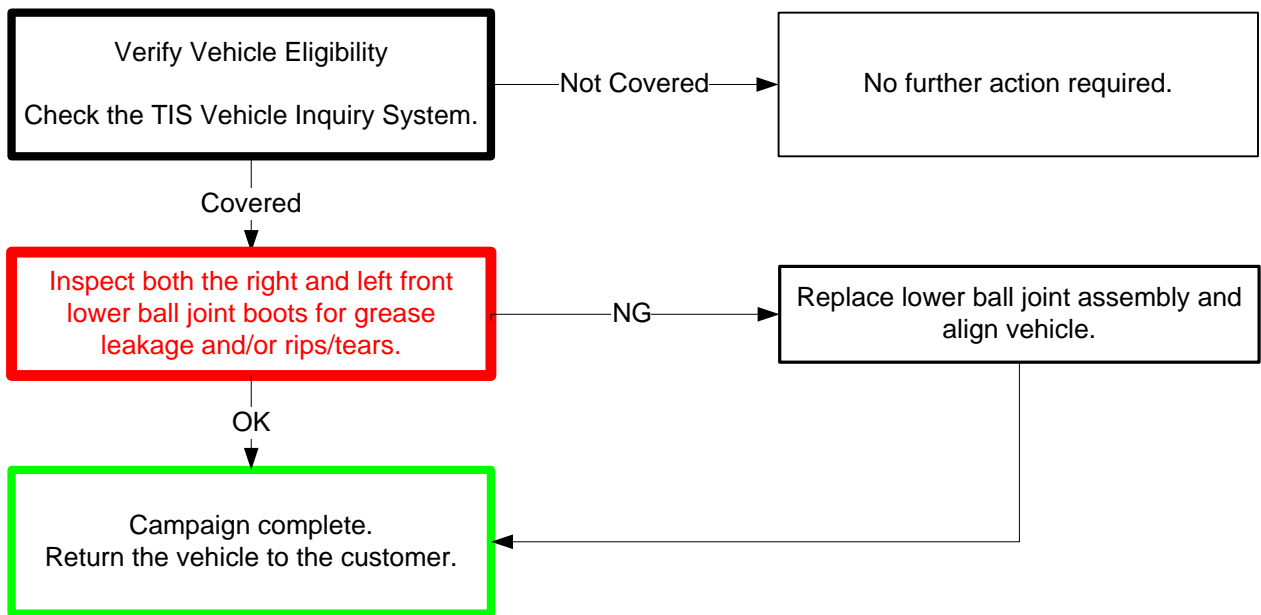 Verify Vehicle Eligibility
Check the TIS Vehicle Inquiry System.
Not Covered
No further action required.
Covered
Inspect both the right and left front
lower ball joint boots for grease
leakage and/or rips/tears.
NG
Replace lower ball joint assembly and
align vehicle.
OK
Campaign complete.
Return the vehicle to the customer.